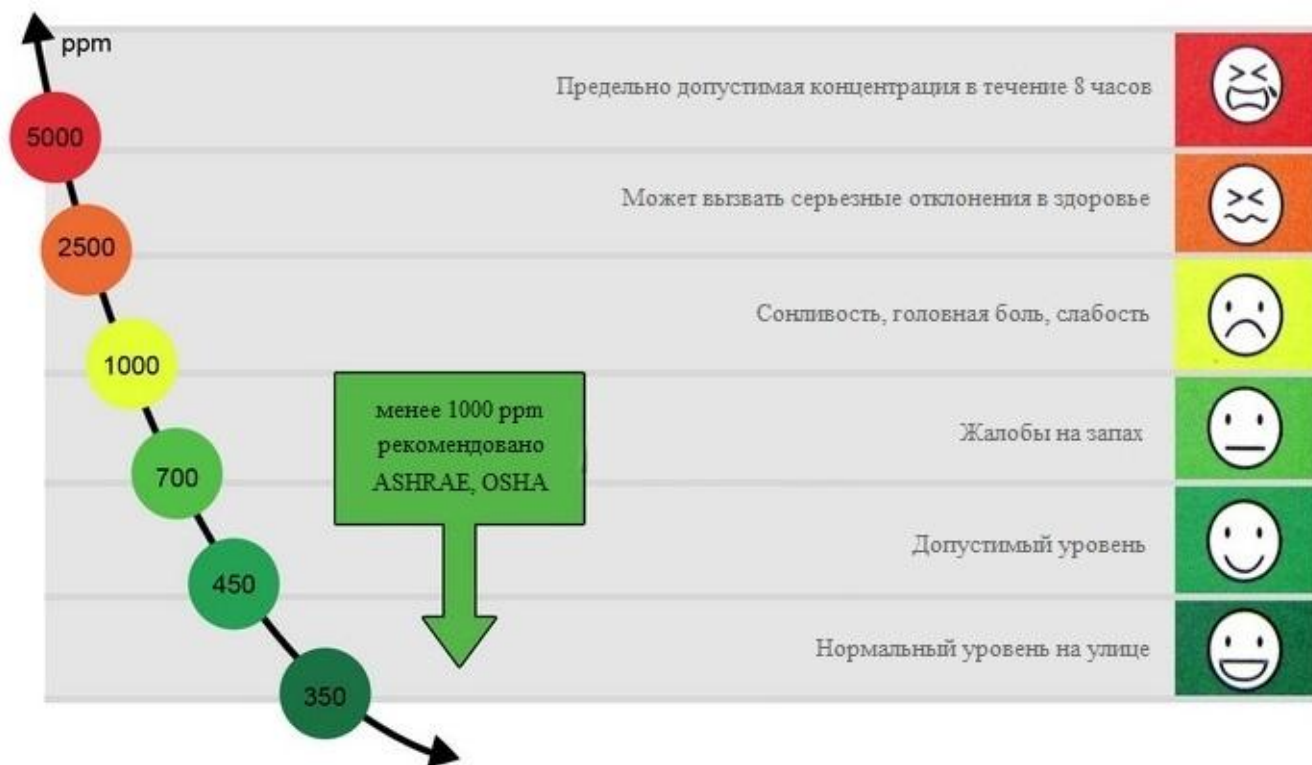 ppm
5000
Предельно допустимая концентрация в течение 8 часов
2500
Может вызвать серьезные отклонения в здоровье
1000
Сонливость, головная боль, слабость
менее 1000 ppm
рекомендовано
ASHRAE, OSHA
700
Жалобы на запах
450
Допустимый уровень
350
Нормальный уровень на улице